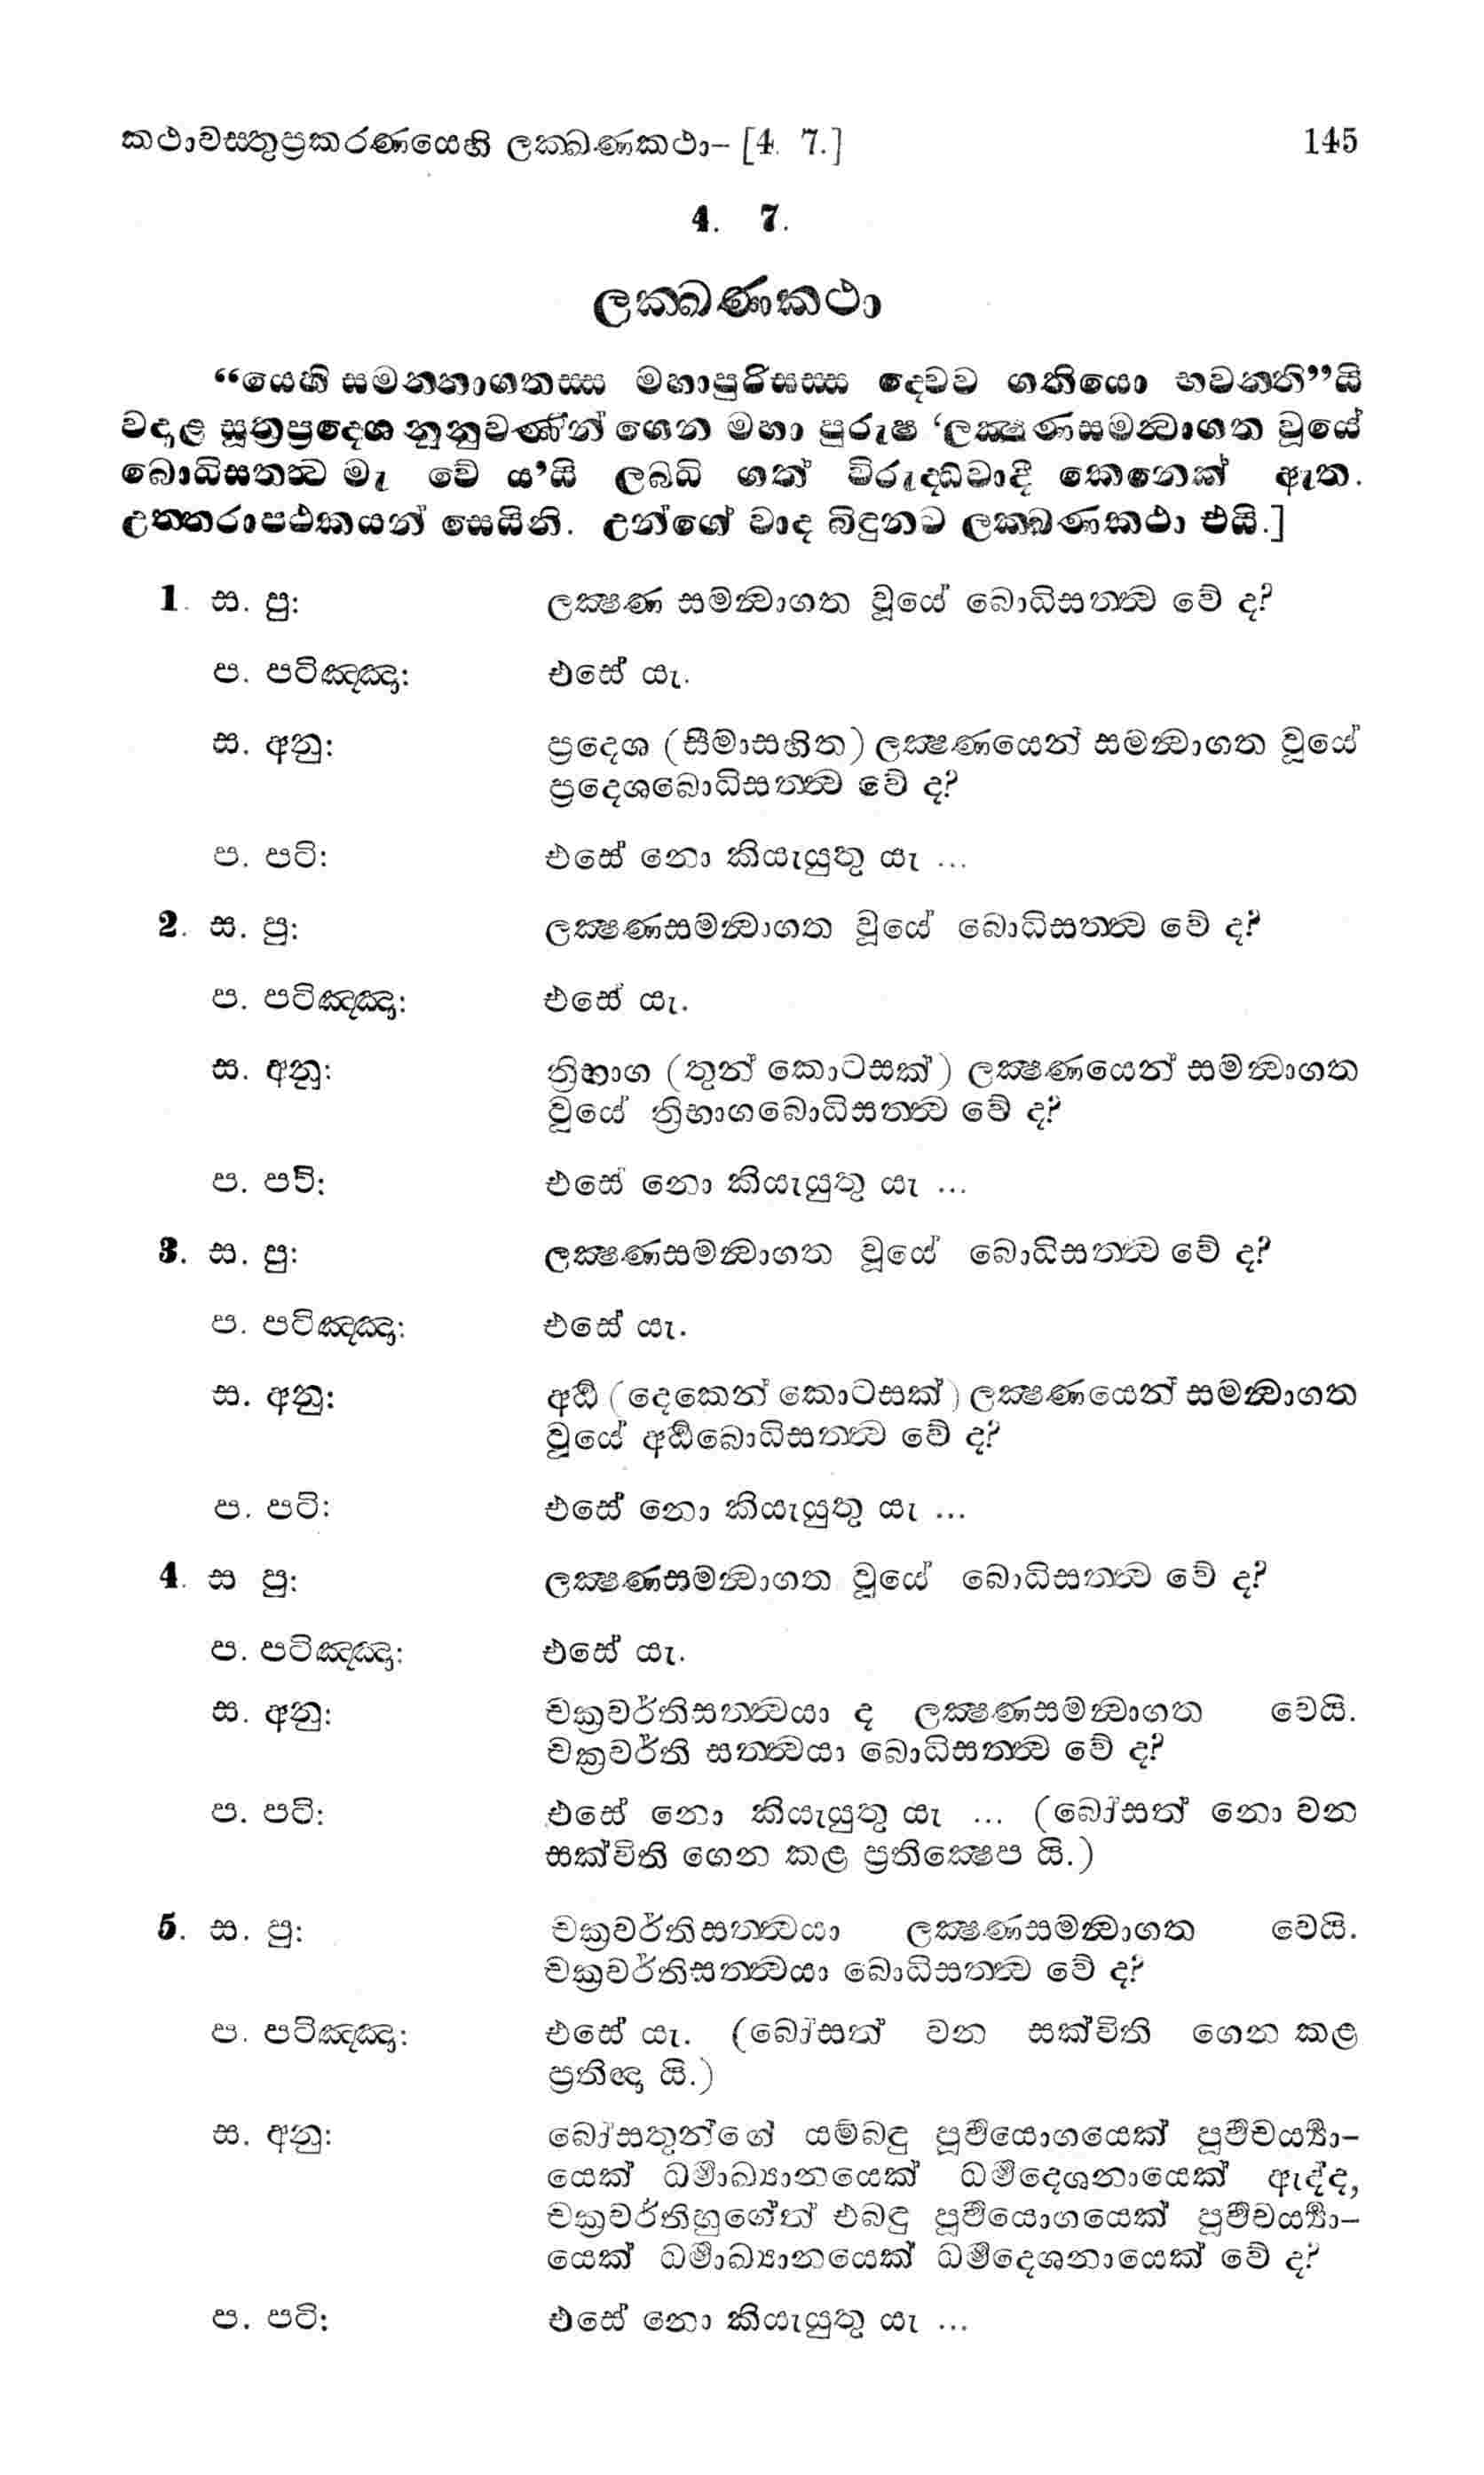 කථාවස්තුප්‍රකරණයෙහි ලක්ඛණකථා– [4. 7.] 145
4. 7.
ලක්ඛණකථා
“යෙහි සමන්නාගතස්ස මහාපුරිසස්ස ද්වෙව ගතියො භවන්ති”යි
වදාළ සූත්‍රප්‍රදෙශ නුනුවණින් ගෙන මහා පුරුෂ ‘ලක්‍ෂණසමන්‍වාගත වූයේ
බොධිසත්ත්‍ව මැ වේ ය’යි ලබ්ධි ගත් විරුද්ධවාදී කෙනෙක් ඇත.
උත්තරාපථකයන් සෙයිනි. උන්ගේ වාද බිඳුනට ලක්ඛණකථා එයි.]
1. ස. පු: ලක්‍ෂණ සමන්‍වාගත වූයේ බොධිසත්ත්‍ව වේ ද?
ප. පටිඤ්ඤා: එසේ යැ.
ස. අනු: ප්‍රදෙශ (සීමාසහිත) ලක්‍ෂණයෙන් සමන්‍වාගත වූයේ
ප්‍රදෙශබොධිසත්ත්‍ව වේ ද?
ප. පටි: එසේ නො කියැයුතු යැ ...
2. ස. පු: ලක්‍ෂණසමන්‍වාගත වූයේ බොධිසත්ත්‍ව වේ ද?
ප. පටිඤ්ඤා: එසේ යැ.
ස. අනු: ත්‍රිභාග (තුන් කොටසක්) ලක්‍ෂණයෙන් සමන්‍වාගත
වූයේ ත්‍රිභාගබොධිසත්ත්‍ව වේ ද?
ප. පටි: එසේ නො කියැයුතු යැ ...
3. ස. පු: ලක්‍ෂණසමන්‍වාගත වූයේ බොධිසත්ත්‍ව වේ ද?
ප. පටිඤ්ඤා: එසේ යැ.
ස. අනු: අර්‍ධ (දෙකෙන් කොටසක්) ලක්‍ෂණයෙන් සමන්‍වාගත
වූයේ අර්‍ධබොධිසත්ත්‍ව වේ ද?
ප. පටි: එසේ නො කියැයුතු යැ ...
4. ස පු: ලක්‍ෂණසමන්‍වාගත වූයේ බොධිසත්ත්‍ව වේ ද?
ප. පටිඤ්ඤා: එසේ යැ.
ස. අනු: චක්‍රවර්තිසත්ත්‍වයා ද ලක්‍ෂණසමන්‍වාගත වෙයි.
චක්‍රවර්ති සත්ත්‍වයා බොධිසත්ත්‍ව වේ ද?
ප. පටි: එසේ නො කියැයුතු යැ ... (බෝසත් නො වන
සක්විති ගෙන කළ ප්‍රතික්‍ෂෙප යි.)
5. ස. පු: චක්‍රවර්තිසත්ත්‍වයා ලක්‍ෂණසමන්‍වාගත වෙයි.
චක්‍රවර්තිසත්ත්‍වයා බොධිසත්ත්‍ව වේ ද?
ප. පටිඤ්ඤා: එසේ යැ. (බෝසත් වන සක්විති ගෙන කළ
ප්‍රතිඥා යි.)
ස. අනු: බෝසතුන්ගේ යම්බඳු පූර්‍වයොගයෙක් පූර්‍වචර්‍ය්‍යා–
යෙක් ධර්‍මාඛ්‍යානයෙක් ධර්‍මදෙශනායෙක් ඇද්ද,
චක්‍රවර්තිහුගේත් එබඳු පූර්‍වයොගයෙක් පූර්‍වචර්‍ය්‍යා–
යෙක් ධර්‍මාඛ්‍යානයෙක් ධර්‍මදෙශනායෙක් වේ ද?
ප. පටි: එසේ නො කියැයුතු යැ ...